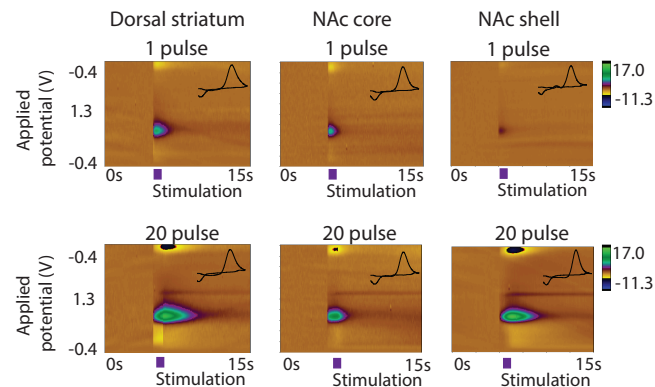 Dorsal striatum NAc core NAc shell
1 pulse 1 pulse 1 pulse
Applied potential (V)
-0.4
1.3
-0.4
17.0
-11.3
0s 15s 0s 15s 0s 15s
Stimulation Stimulation Stimulation
20 pulse 20 pulse 20 pulse
Applied potential (V)
-0.4
1.3
-0.4
17.0
-11.3
0s 15s 0s 15s 0s 15s
Stimulation Stimulation Stimulation